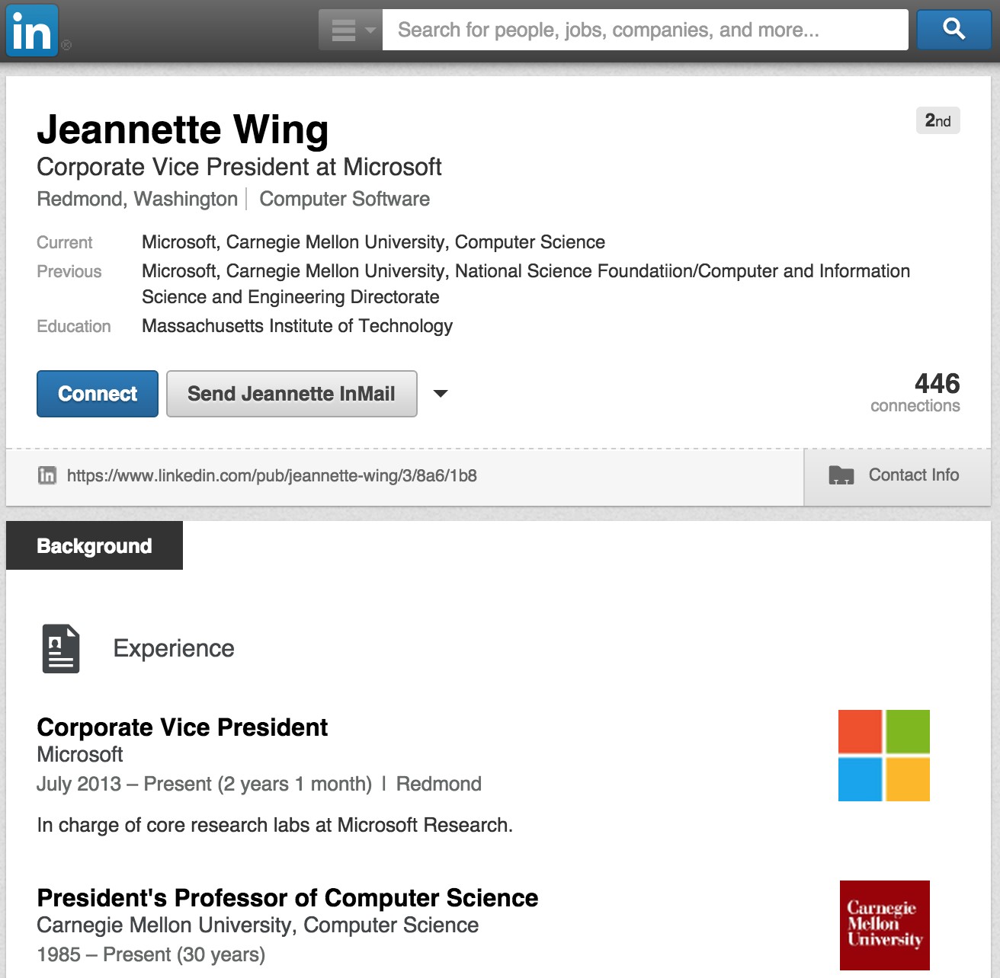 in ®
Search for people, jobs, companies, and more...
Jeannette Wing
2nd
Corporate Vice President at Microsoft
Redmond, Washington Computer Software
Current Microsoft, Carnegie Mellon University, Computer Science
Previous Microsoft, Carnegie Mellon University, National Science Foundatiion/Computer and Information
Science and Engineering Directorate
Education Massachusetts Institute of Technology
Connect Send Jeannette InMail
446
connections
in https://www.linkedin.com/pub/jeannette-wing/3/8a6/1b8
Contact Info
Background
Experience
Corporate Vice President
Microsoft
July 2013 – Present (2 years 1 month) | Redmond
In charge of core research labs at Microsoft Research.
President's Professor of Computer Science
Carnegie Mellon University, Computer Science
1985 – Present (30 years)
Carnegie
Mellon
University